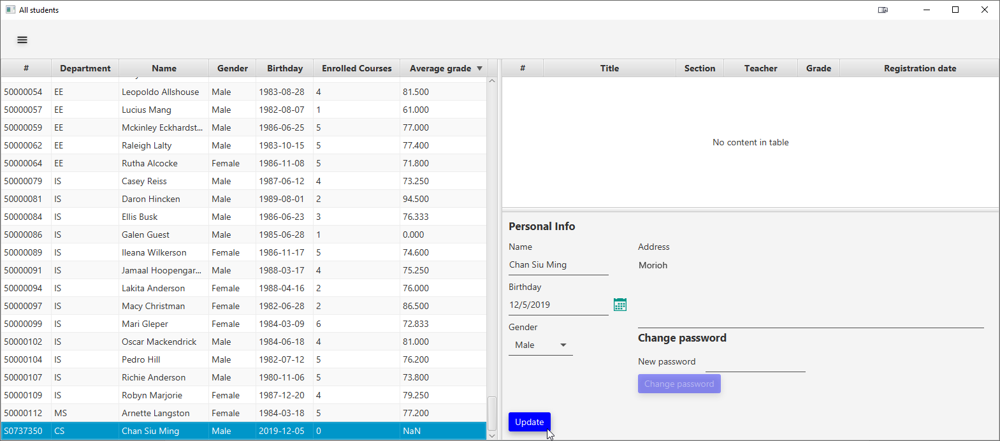 All students
# Department Name Gender Birthday Enrolled Courses Average grade
50000054 EE Leopoldo Allshouse Male 1983-08-28 4 81.500
50000057 EE Lucius Mang Male 1982-08-07 1 61.000
50000059 EE Mckinley Eckhardst... Male 1986-06-25 5 77.000
50000062 EE Raleigh Lalty Male 1983-10-15 5 77.400
50000064 EE Rutha Alcocke Female 1986-11-08 5 71.800
50000079 IS Casey Reiss Male 1987-06-12 4 73.250
50000081 IS Daron Hincken Male 1989-08-01 2 94.500
50000084 IS Ellis Busk Male 1986-06-23 3 76.333
50000086 IS Galen Guest Male 1985-06-28 1 0.000
50000089 IS Ileana Wilkerson Female 1986-11-17 5 74.600
50000091 IS Jamaal Hoopengar... Male 1988-03-17 4 75.250
50000094 IS Lakita Anderson Female 1988-04-16 2 76.000
50000097 IS Macy Christman Female 1982-06-28 2 86.500
50000099 IS Mari Gleper Female 1984-03-09 6 72.833
50000102 IS Oscar Mackendrick Male 1984-06-18 4 81.000
50000104 IS Pedro Hill Male 1982-07-12 5 76.200
50000107 IS Richie Anderson Male 1980-11-06 5 73.800
50000109 IS Robyn Marjorie Female 1987-12-20 4 79.250
50000112 MS Arnette Langston Female 1984-03-18 5 77.200
S0737350 CS Chan Siu Ming Male 2019-12-05 0 NaN
# Title Section Teacher Grade Registration date
No content in table
Personal Info
Name
Chan Siu Ming
Birthday
12/5/2019
Gender
Male
Address
Morioh
Change password
New password
Change password
Update